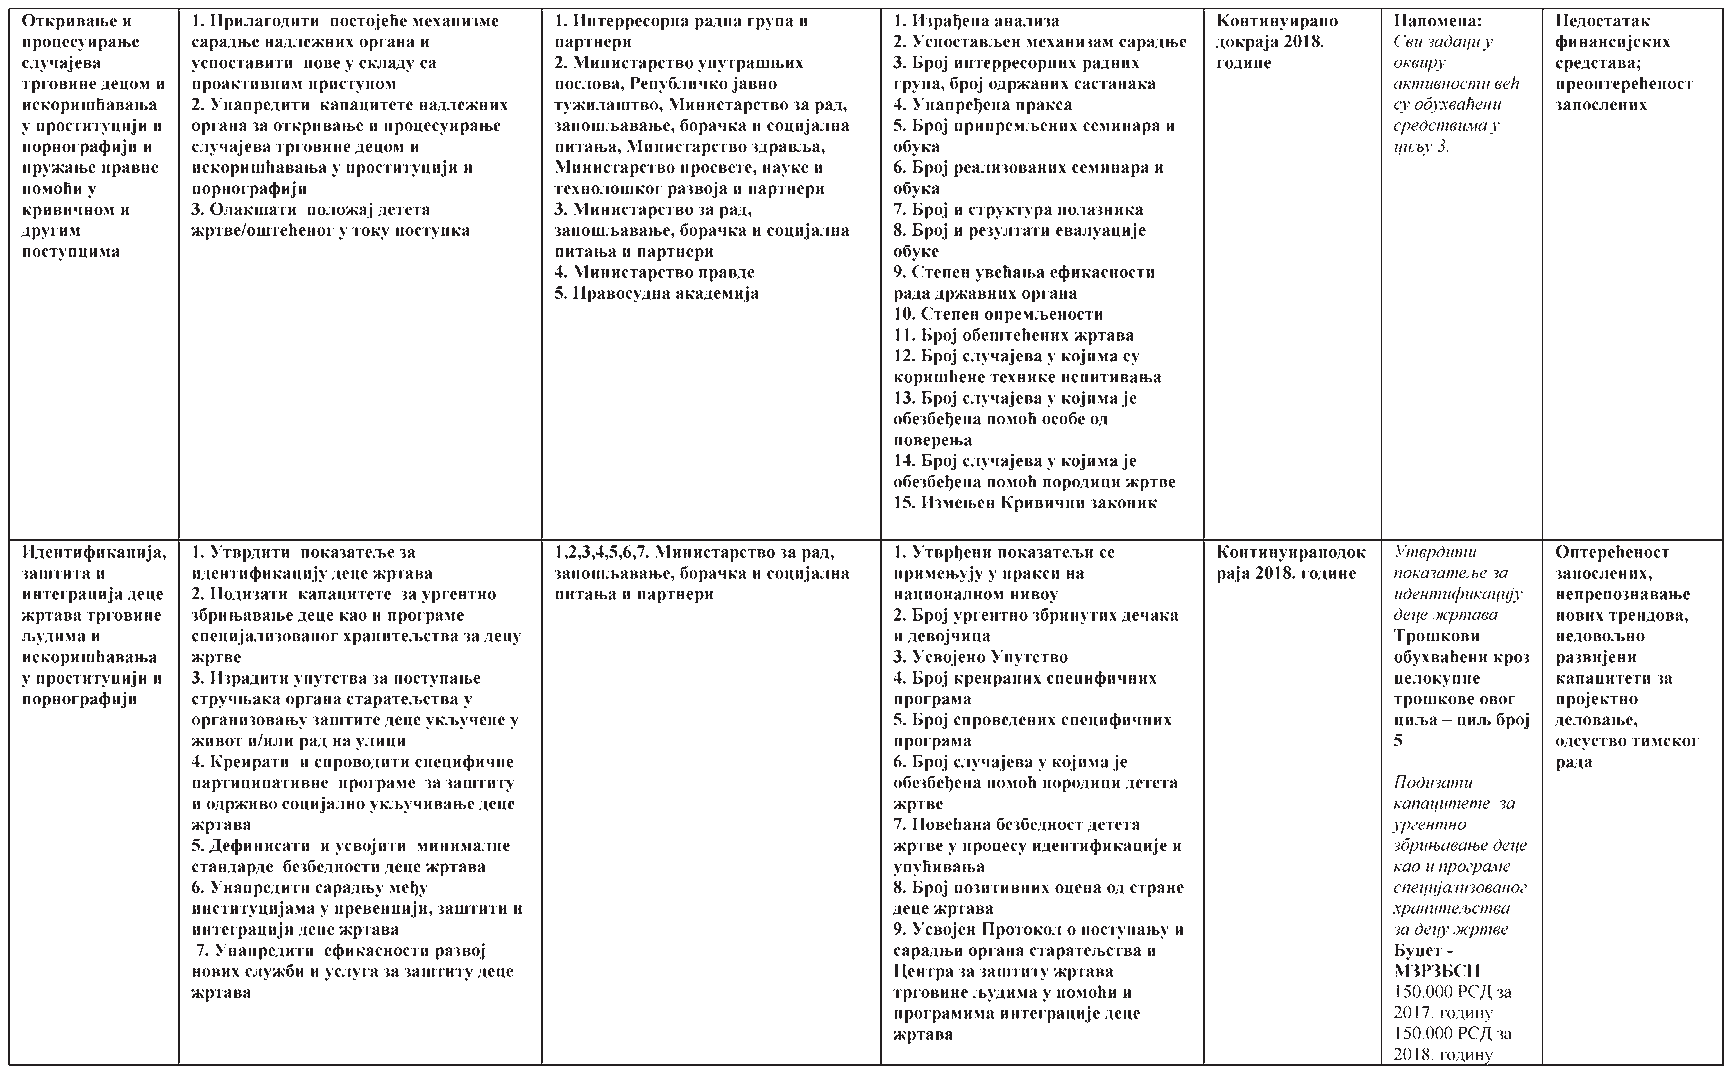 Откривање и
процесуирање
случајева
трговине децом и
искоришћавања
у проституцији и
порнографији и
пружање правне
помоћи у
кривичном и
другим
поступцима
1. Прилагодити постојеће механизме
сарадње надлежних органа и
успоставити нове у складу са
проактивним приступом
2. Унапредити капацитете надлежних
органа за откривање и процесуирање
случајева трговине децом и
искоришћавања у проституцији и
порнографији
3. Олакшати положај детета
жртве/оштећеног у току поступка
1. Интерресорна радна група и
партнери
2. Министарство унутрашњих
послова, Републичко јавно
тужилаштво, Министарство за рад,
запошљавање, борачка и социјална
питања, Министарство здравља,
Министарство просвете, науке и
технолошког развоја и партнери
3. Министарство за рад,
запошљавање, борачка и социјална
питања и партнери
4. Министарство правде
5. Правосудна академија
1. Израђена анализа
2. Успостављен механизам сарадње
3. Број интерресорних радних
група, број одржаних састанака
4. Унапређена пракса
5. Број припремљених семинара и
обука
6. Број реализованих семинара и
обука
7. Број и структура полазника
8. Број и резултати евалуације
обуке
9. Степен увећања ефикасности
рада државних органа
10. Степен опремљености
11. Број обештећених жртава
12. Број случајева у којима су
коришћене технике испитивања
13. Број случајева у којима је
обезбеђена помоћ особе од
поверења
14. Број случајева у којима је
обезбеђена помоћ породици жртве
15. Измењен Кривични законик
Континуирано
докраја 2018.
године
Напомена:
Сви задаци у
оквиру
активности већ
су обухваћени
средствима у
циљу 3.
Недостатак
финансијских
средстава;
преоптерећеност
запослених
Идентификација,
заштита и
интеграција деце
жртава трговине
људима и
искоришћавања
у проституцији и
порнографији
1. Утврдити показатеље за
идентификацију деце жртава
2. Подизати капацитете за ургентно
збрињавање деце као и програме
специјализованог хранитељства за децу
жртве
3. Израдити упутства за поступање
стручњака органа старатељства у
организовању заштите деце укључене у
живот и/или рад на улици
4. Креирати и спроводити специфичне
партиципативне програме за заштиту
и одрживо социјално укључивање деце
жртава
5. Дефинисати и усвојити минималне
стандарде безбедности деце жртава
6. Унапредити сарадњу међу
институцијама у превенцији, заштити и
интеграцији деце жртава
7. Унапредити ефикасности развој
нових служби и услуга за заштиту деце
жртава
1,2,3,4,5,6,7. Министарство за рад,
запошљавање, борачка и социјална
питања и партнери
1. Утврђени показатељи се
примењују у пракси на
националном нивоу
2. Број ургентно збринутих дечака
и девојчица
3. Усвојено Упутство
4. Број креираних специфичних
програма
5. Број спроведених специфичних
програма
6. Број случајева у којима је
обезбеђена помоћ породици детета
жртве
7. Повећана безбедност детета
жртве у процесу идентификације и
упућивања
8. Број позитивних оцена од стране
деце жртава
9. Усвојен Протокол о поступању и
сарадњи органа старатељства и
Центра за заштиту жртава
трговине људима у помоћи и
програмима интеграције деце
жртава
Континуираподок
раја 2018. године
Утврдити
показатеље за
идентификацију
деце жртава
Трошкови
обухваћени кроз
целокупне
трошкове овог
циља – циљ број
5
Подизати
капацитете за
ургентно
збрињавање деце
као и програме
специјализованог
хранитељства
за децу жртве
Буџет -
МЗРЗБСП
150.000 РСД за
2017. годину
150.000 РСД за
2018. годину
Оптерећеност
запослених,
непрепознавање
нових трендова,
недовољно
развијени
капацитети за
пројектно
деловање,
одсуство тимског
рада